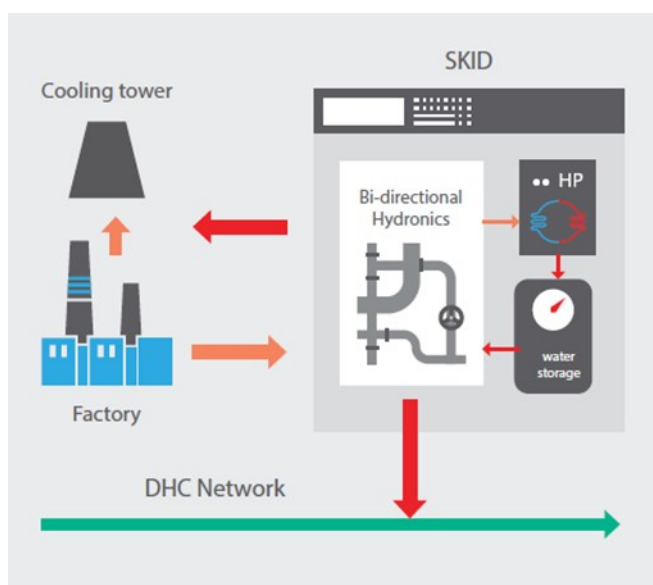 SKID
Cooling tower
Bi-directional
Hydronics
HP
water
storage
Factory
DHC Network